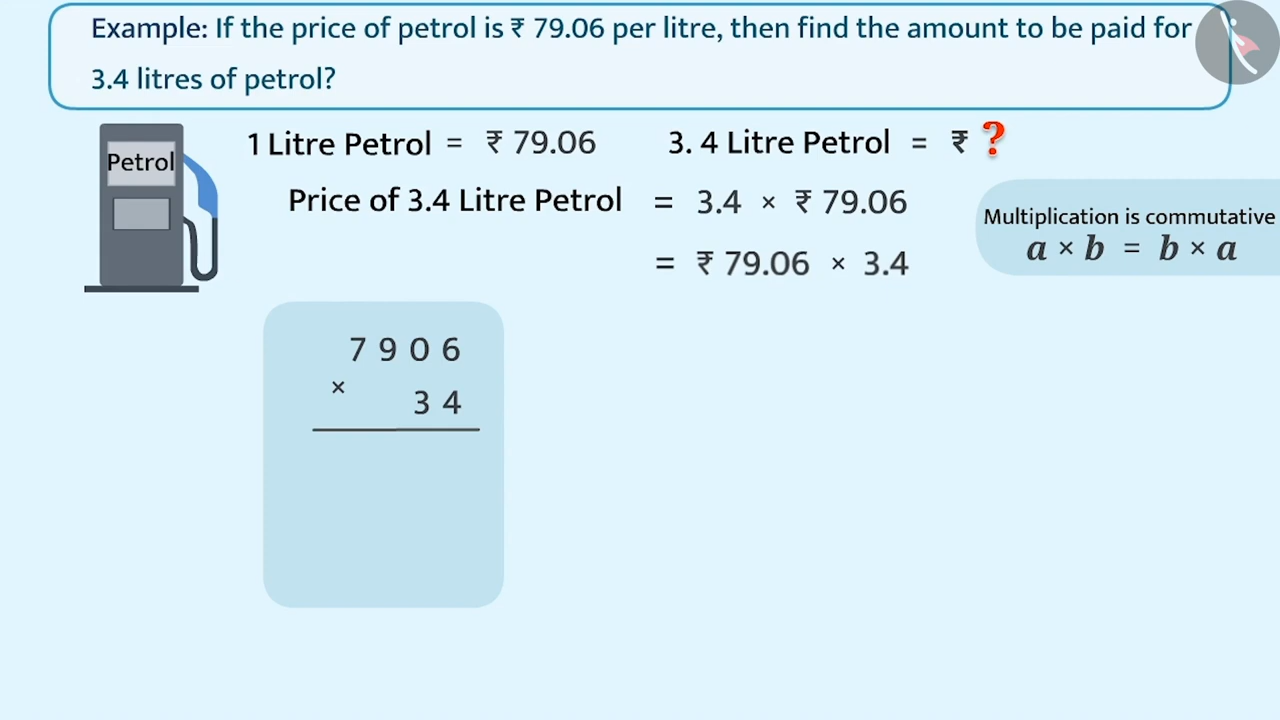 Example: If the price of petrol is ₹ 79.06 per litre, then find the amount to be paid for
3.4 litres of petrol?
Petrol
1 Litre Petrol = ₹ 79.06
3. 4 Litre Petrol = ₹ ?
Price of 3.4 Litre Petrol = 3.4 × ₹ 79.06
= ₹ 79.06 × 3.4
Multiplication is commutative
a × b = b × a
7 9 0 6
×
3 4